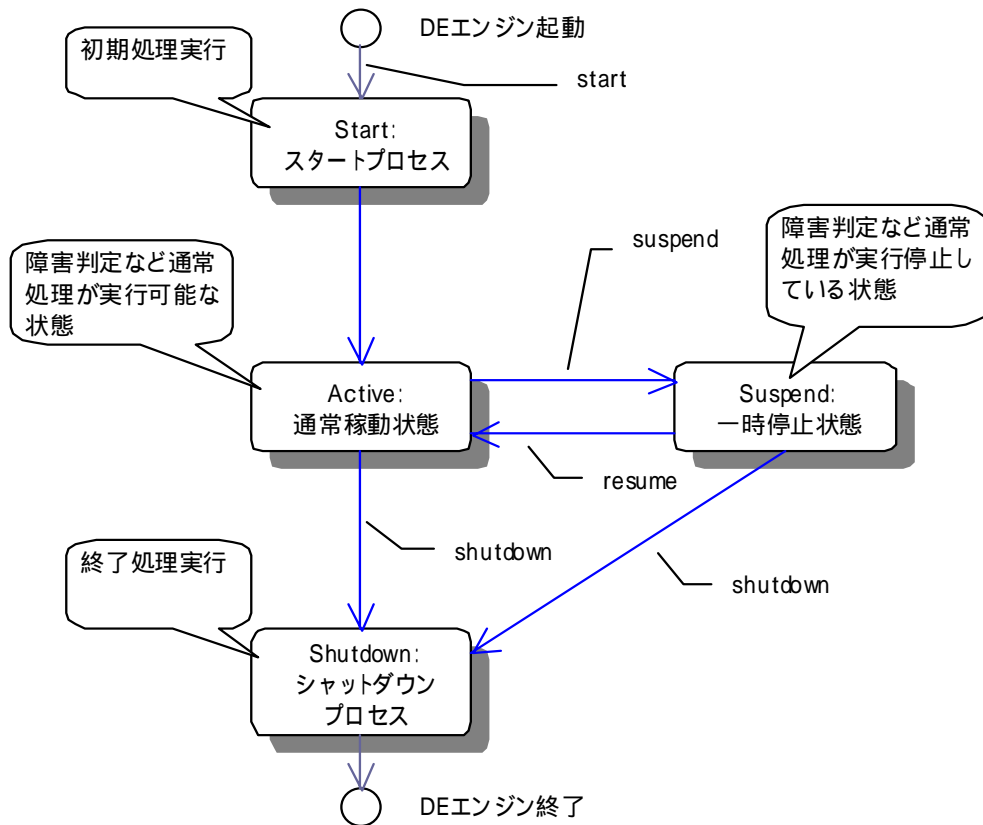 DEエンジン起動
初期処理実行
start
Start:
スタートプロセス
障害判定など通常
処理が実行可能な
状態
suspend
障害判定など通常
処理が実行停止し
ている状態
Active:
通常稼動状態
Suspend:
一時停止状態
resume
shutdown
shutdown
終了処理実行
Shutdown:
シャットダウン
プロセス
DEエンジン終了